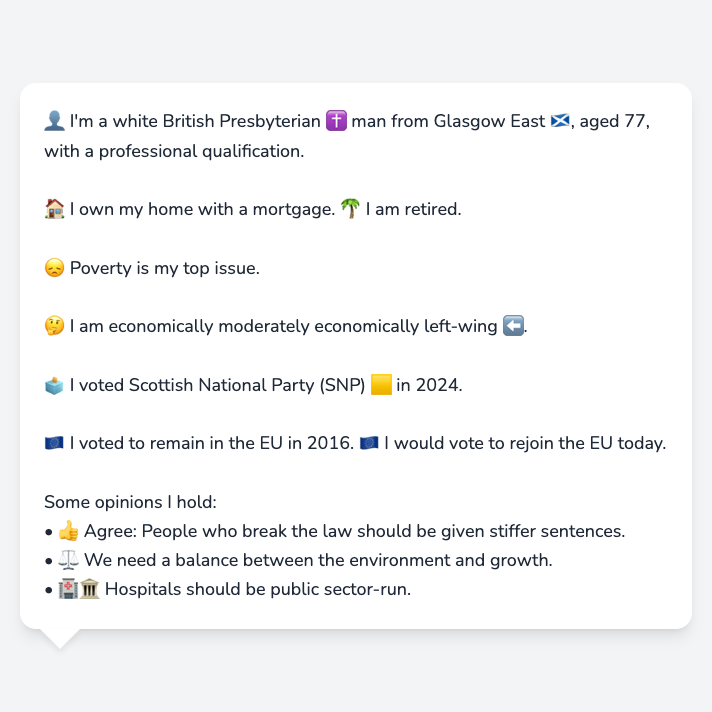 👤 I'm a white British Presbyterian ✝️ man from Glasgow East 🏴󠁧󠁢󠁳󠁣󠁴󠁿, aged 77,
with a professional qualification.
🏠 I own my home with a mortgage. 🌴 I am retired.
😞 Poverty is my top issue.
🤔 I am economically moderately economically left-wing ⬅️.
🗳️ I voted Scottish National Party (SNP) 🟨 in 2024.
🇪🇺 I voted to remain in the EU in 2016. 🇪🇺 I would vote to rejoin the EU today.
Some opinions I hold:
• 👍 Agree: People who break the law should be given stiffer sentences.
• ⚖️ We need a balance between the environment and growth.
• 🏥🏛️ Hospitals should be public sector-run.